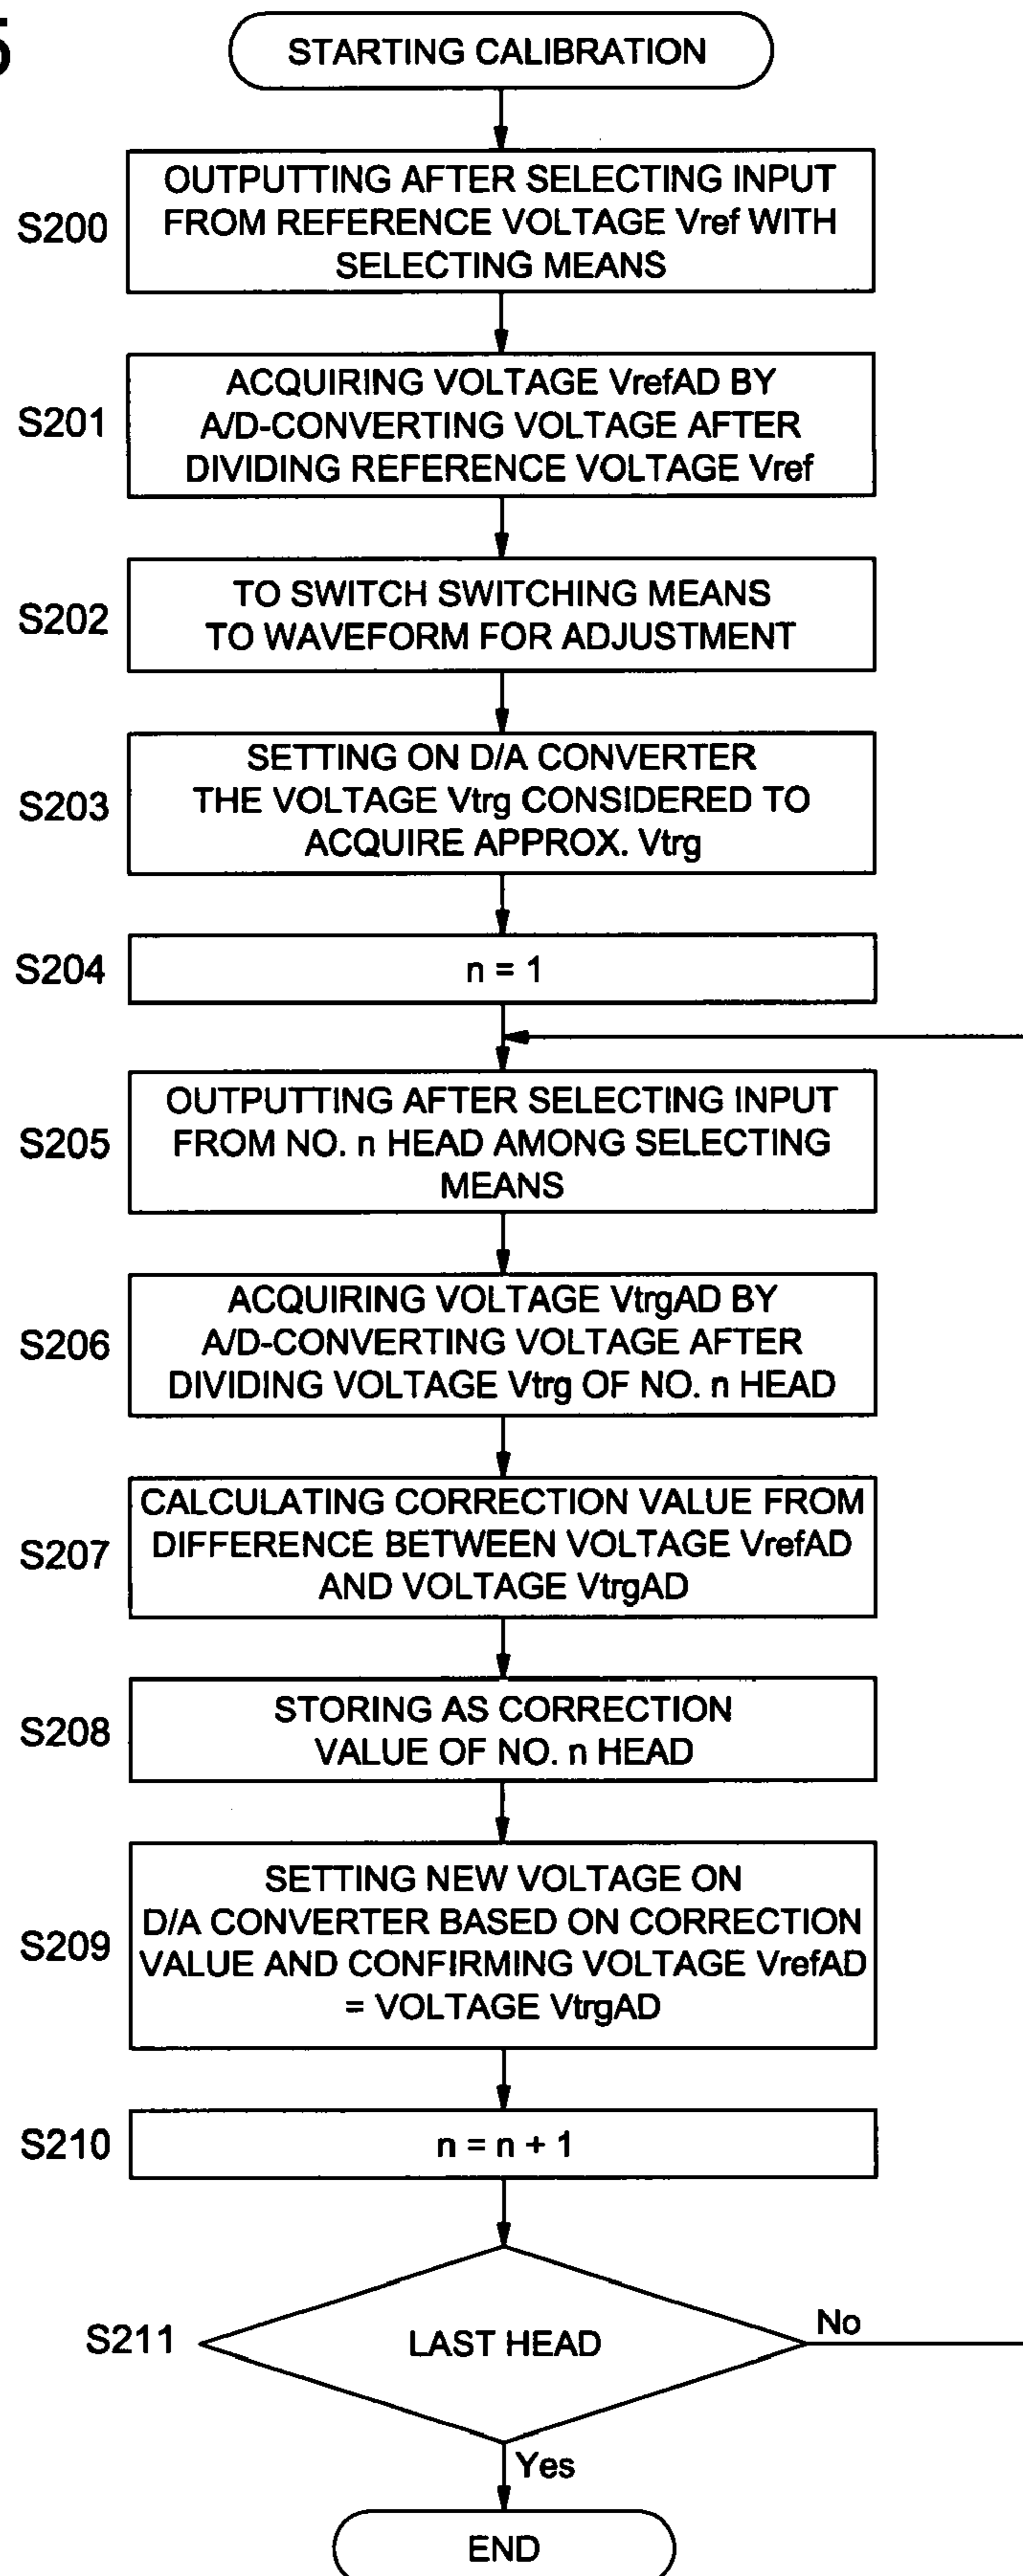 5
STARTING CALIBRATION
S200
OUTPUTTING AFTER SELECTING INPUT
FROM REFERENCE VOLTAGE Vref WITH
SELECTING MEANS
S201
ACQUIRING VOLTAGE VrefAD BY
A/D-CONVERTING VOLTAGE AFTER
DIVIDING REFERENCE VOLTAGE Vref
S202
TO SWITCH SWITCHING MEANS
TO WAVEFORM FOR ADJUSTMENT
S203
SETTING ON D/A CONVERTER
THE VOLTAGE Vtrg CONSIDERED TO
ACQUIRE APPROX. Vtrg
S204
n = 1
S205
OUTPUTTING AFTER SELECTING INPUT
FROM NO. n HEAD AMONG SELECTING
MEANS
S206
ACQUIRING VOLTAGE VtrgAD BY
A/D-CONVERTING VOLTAGE AFTER
DIVIDING VOLTAGE Vtrg OF NO. n HEAD
S207
CALCULATING CORRECTION VALUE FROM
DIFFERENCE BETWEEN VOLTAGE VrefAD
AND VOLTAGE VtrgAD
S208
STORING AS CORRECTION
VALUE OF NO. n HEAD
S209
SETTING NEW VOLTAGE ON
D/A CONVERTER BASED ON CORRECTION
VALUE AND CONFIRMING VOLTAGE VrefAD
= VOLTAGE VtrgAD
S210
n = n + 1
S211
LAST HEAD
No
Yes
END